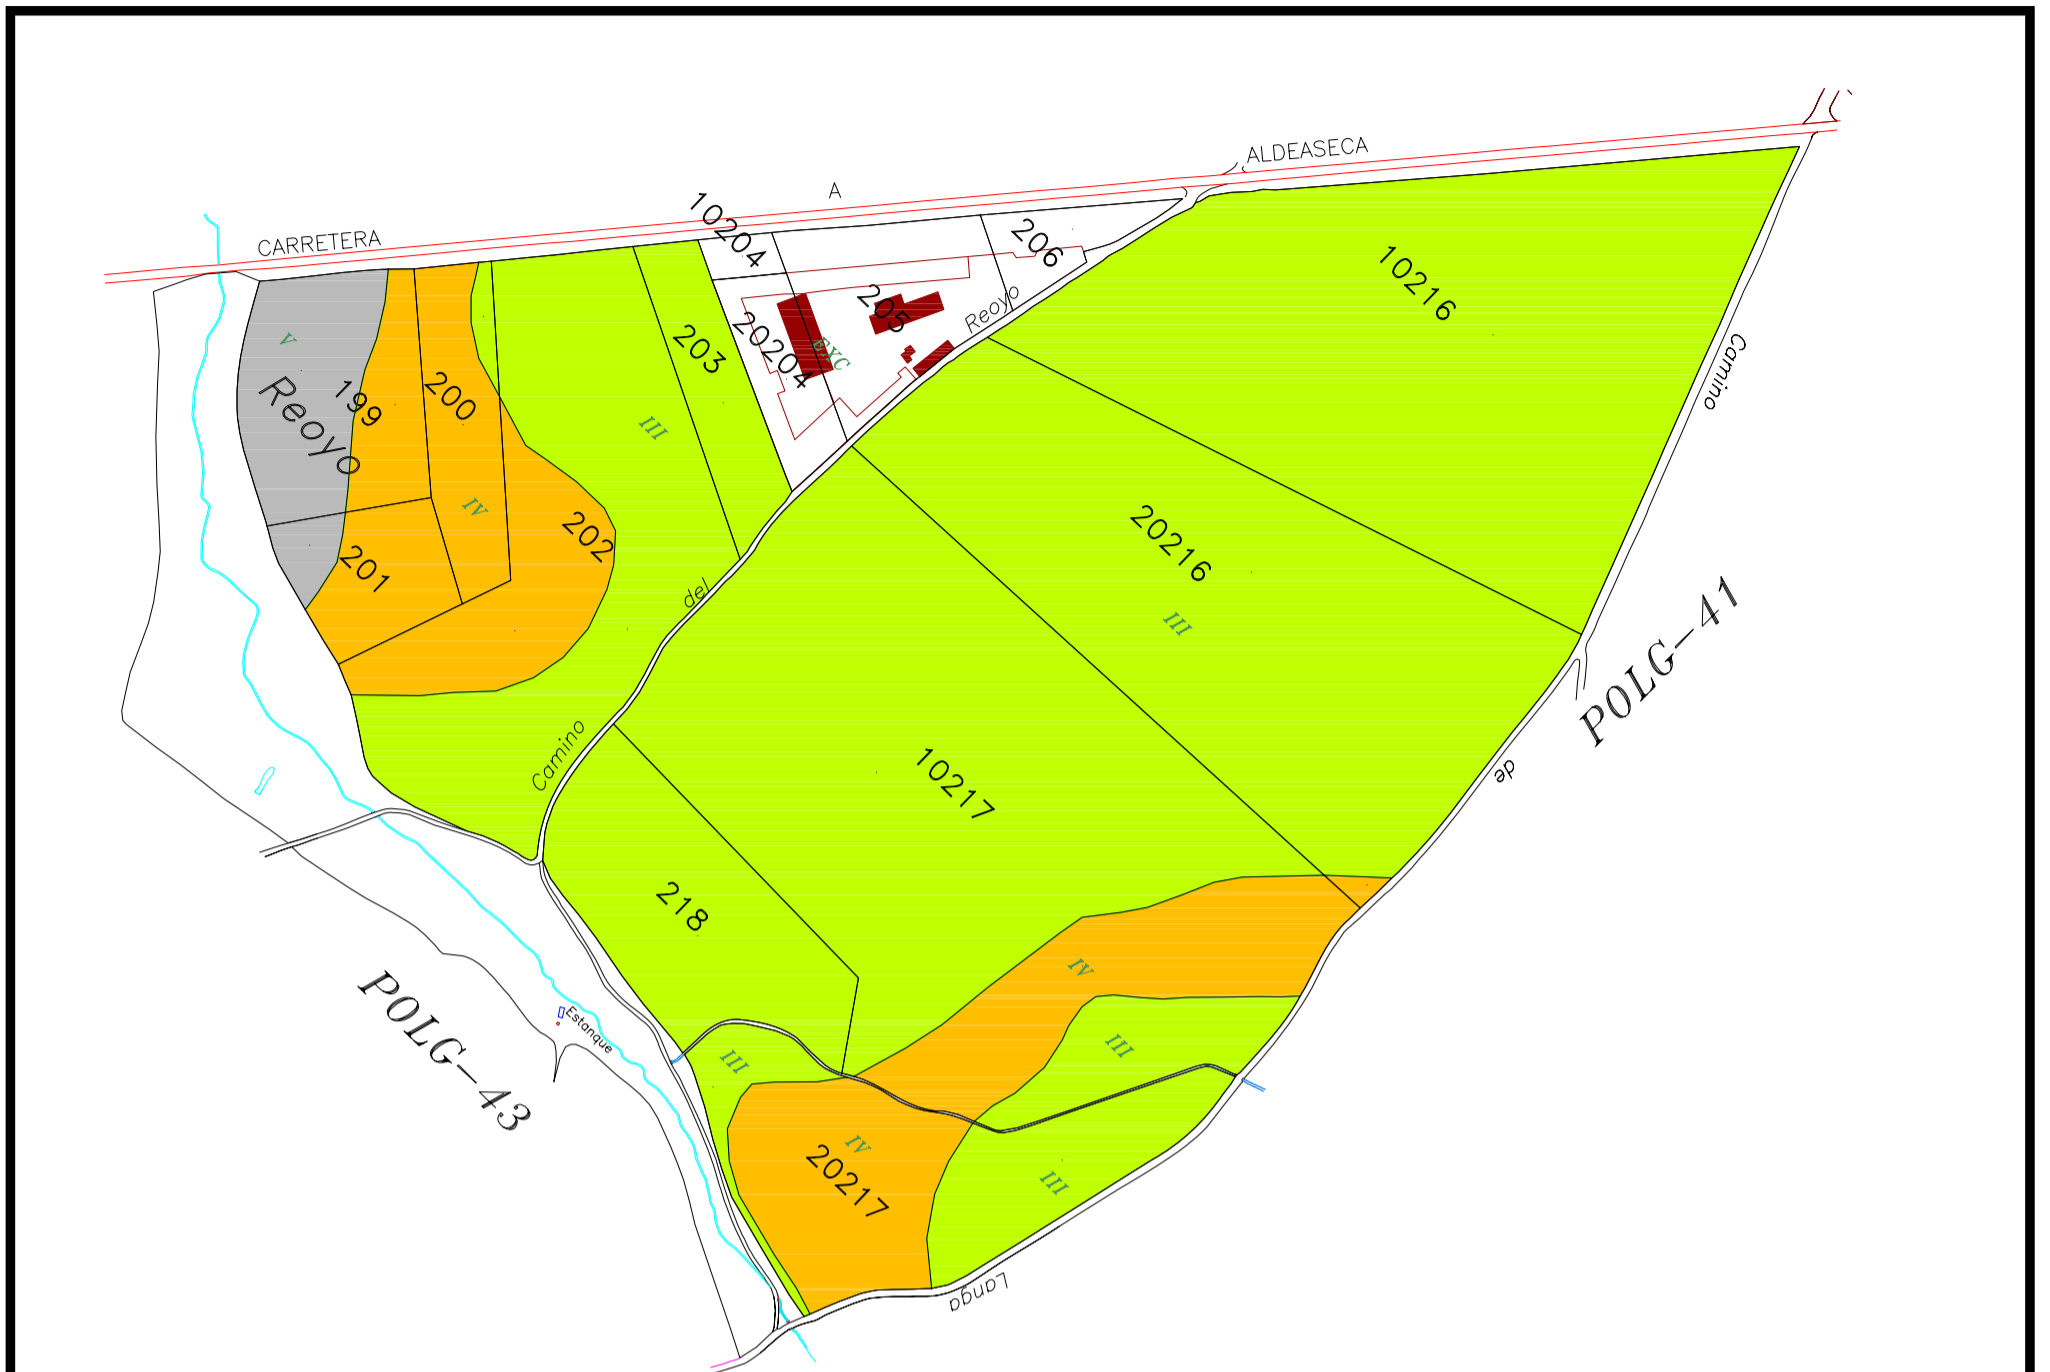 ALDEASECA
A
CARRETERA
10204
206
10216
205
Reoyo
20204
EYC
203
V
199
200
Reoyo
III
Camino
IV
202
201
20216
del
III
POLG-41
Camino
10217
de
218
IV
POLG-43
Estanque
III
III
IV
20217
III
Langa